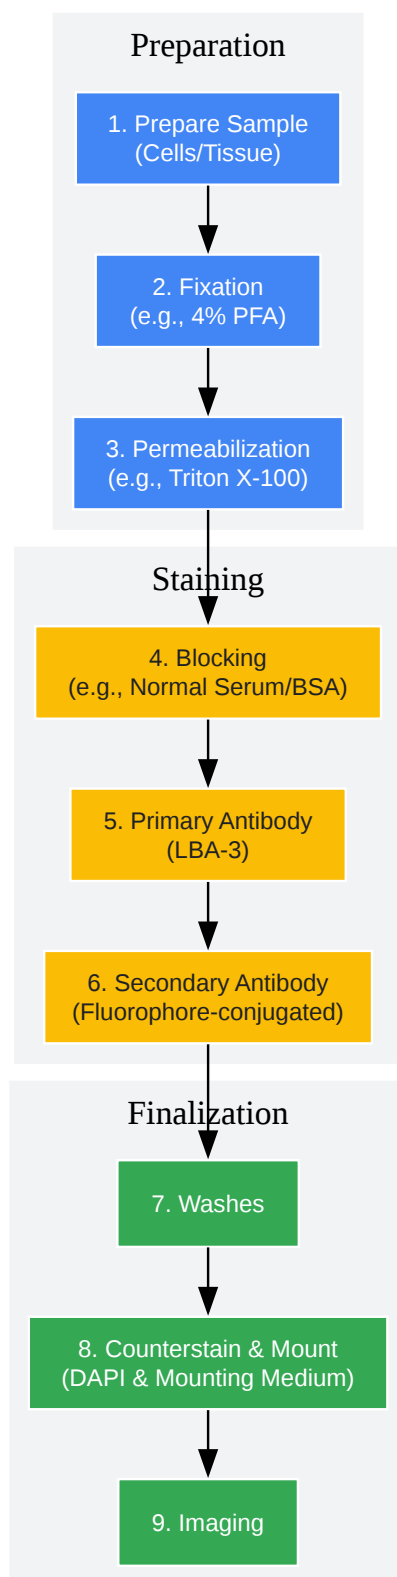 Preparation
1. Prepare Sample
(Cells/Tissue)
2. Fixation
(e.g., 4% PFA)
3. Permeabilization
(e.g., Triton X-100)
Staining
4. Blocking
(e.g., Normal Serum/BSA)
5. Primary Antibody
(LBA-3)
6. Secondary Antibody
(Fluorophore-conjugated)
Finalization
7. Washes
8. Counterstain & Mount
(DAPI & Mounting Medium)
9. Imaging